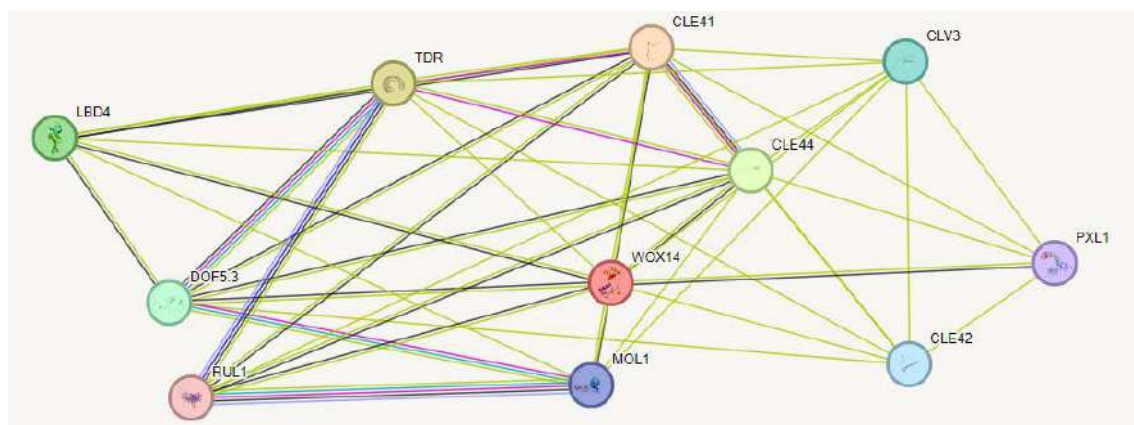 CLE41
CLV3
TDR
LBD4
CLE44
PXL1
WOX14
DOF5.3
CLE42
MOL1
RUL1